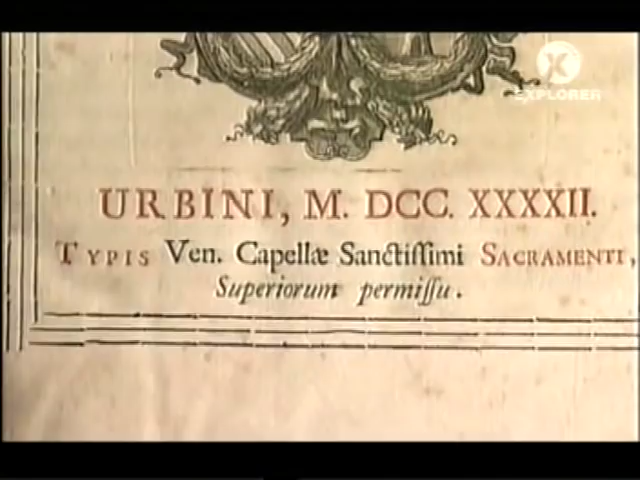 X
EXPLORER
URBINI, M. DCC. XXXXII.
TYPIS Ven. Capellæ Sanctiſſimi SACRAMENTI,
Superiorum permiſſu.